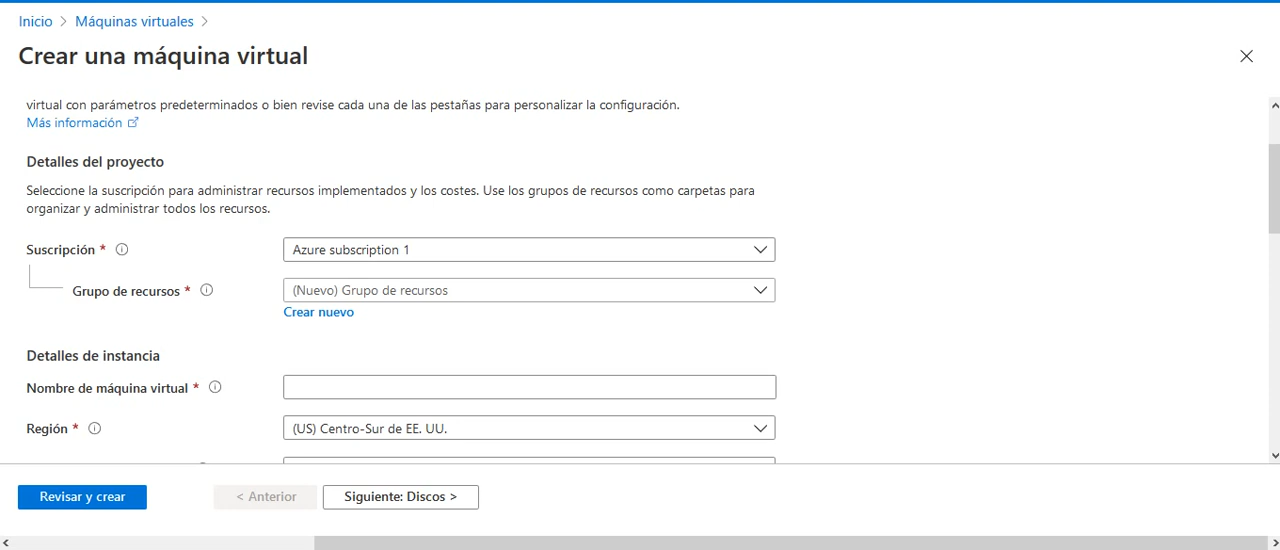 Inicio > Máquinas virtuales >
Crear una máquina virtual
virtual con parámetros predeterminados o bien revise cada una de las pestañas para personalizar la configuración.
Más información
Detalles del proyecto
Seleccione la suscripción para administrar recursos implementados y los costes. Use los grupos de recursos como carpetas para
organizar y administrar todos los recursos.
Suscripción * Azure subscription 1
Grupo de recursos * (Nuevo) Grupo de recursos
Crear nuevo
Detalles de instancia
Nombre de máquina virtual *
Región * (US) Centro-Sur de EE. UU.
Revisar y crear < Anterior Siguiente: Discos >